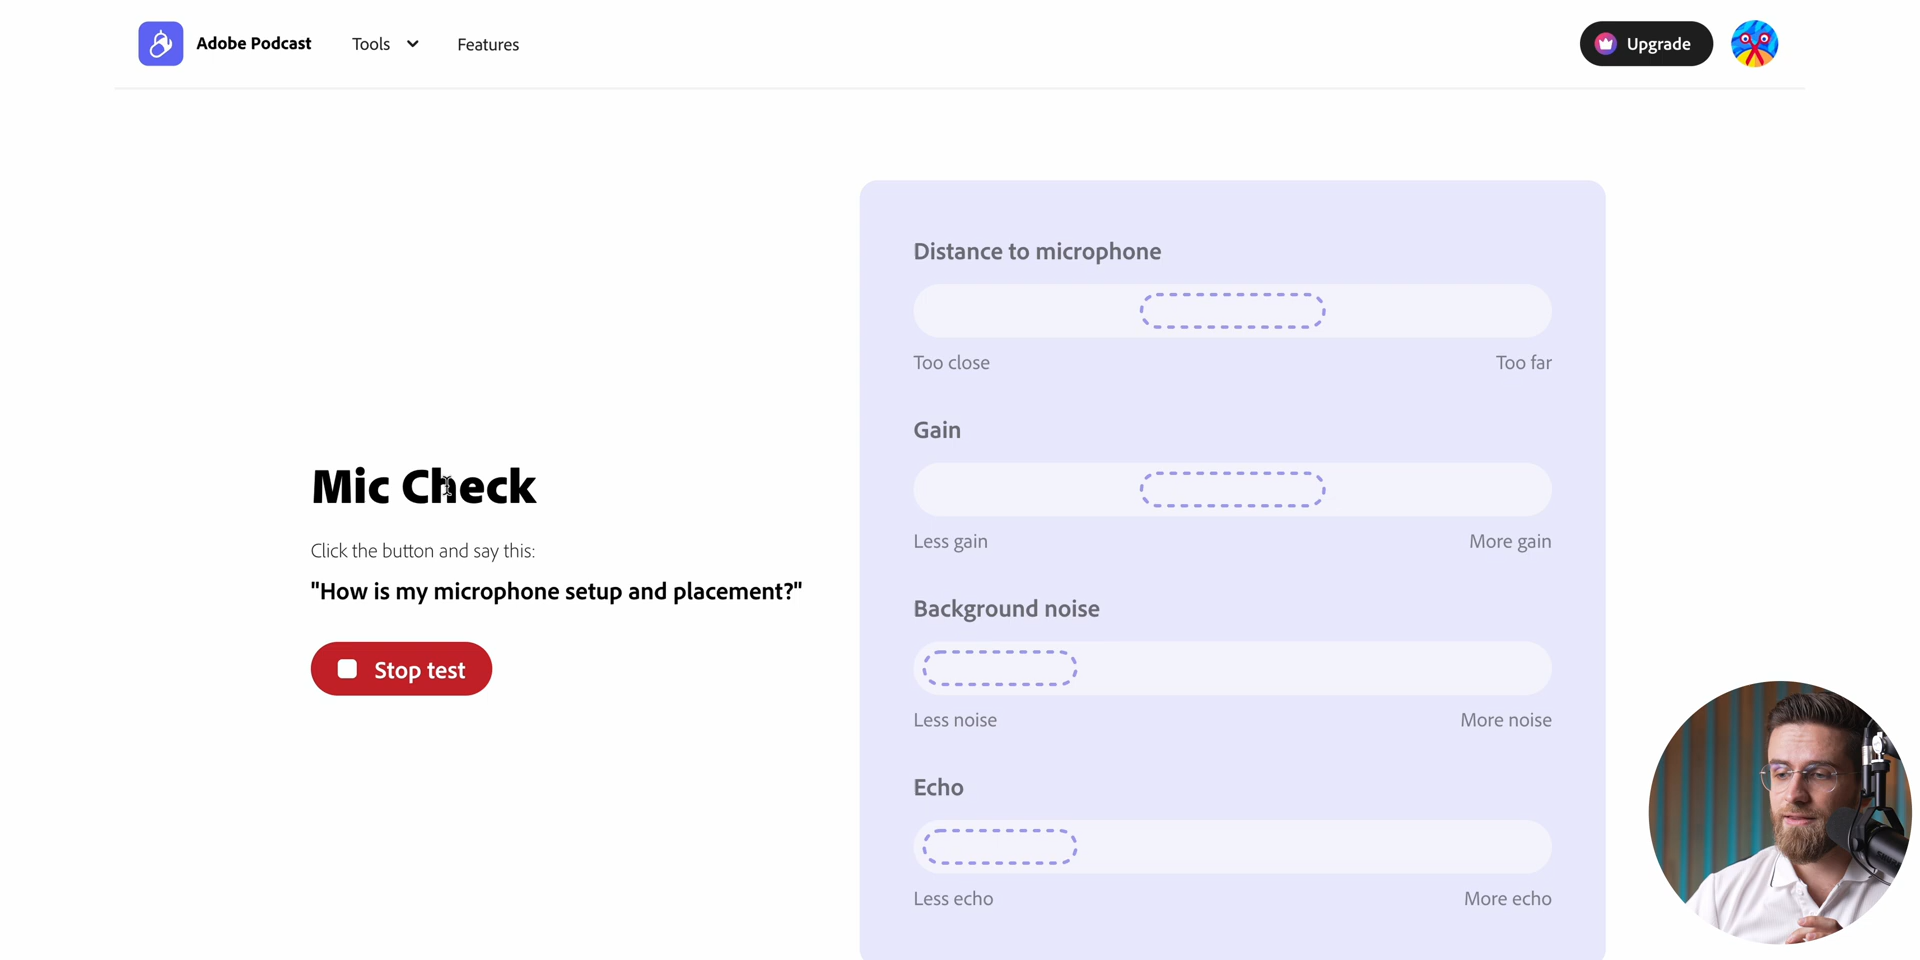 Adobe Podcast
Tools
Features
Upgrade
Mic Check
Click the button and say this:
"How is my microphone setup and placement?"
Stop test
Distance to microphone
Too close
Too far
Gain
Less gain
More gain
Background noise
Less noise
More noise
Echo
Less echo
More echo